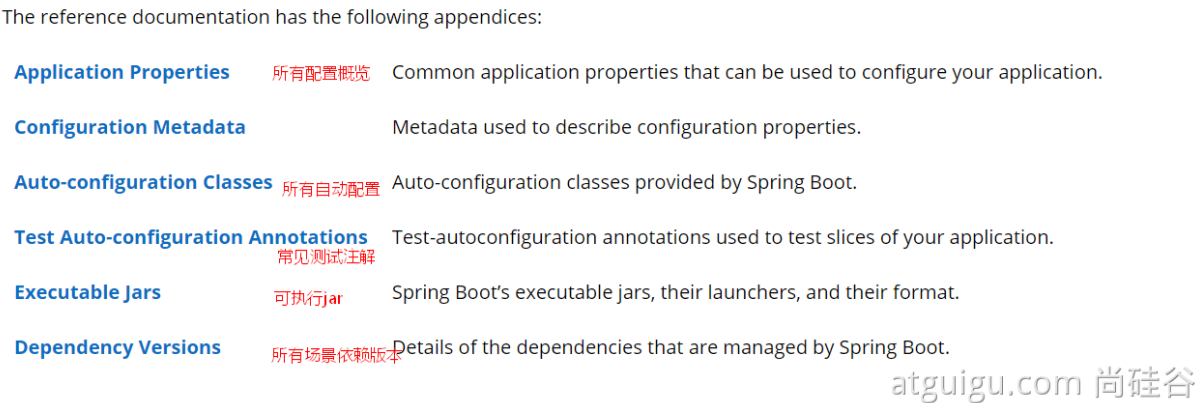 The reference documentation has the following appendices:
Application Properties 所有配置概览 Common application properties that can be used to configure your application.
Configuration Metadata Metadata used to describe configuration properties.
Auto-configuration Classes 所有自动配置 Auto-configuration classes provided by Spring Boot.
Test Auto-configuration Annotations Test-autoconfiguration annotations used to test slices of your application.
常见测试注解
Executable Jars 可执行jar Spring Boot’s executable jars, their launchers, and their format.
Dependency Versions 所有场景依赖版本 Details of the dependencies that are managed by Spring Boot.
atguigu.com 尚硅谷